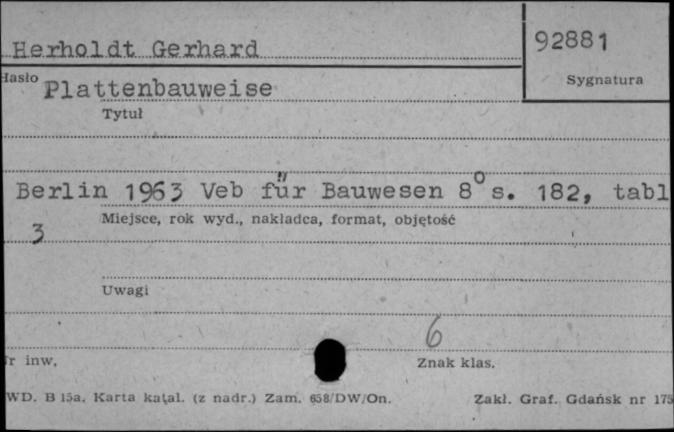 Herholdt Gerhard
92881
Hasło
Sygnatura
Plattenbauweise
Tytuł
Berlin 1963 Veb für Bauwesen 8° s. 182, tabl
Miejsce, rok wyd., nakładca, format, objętość
3
Uwagi
6
r inw.
Znak klas.
WD. B 15a. Karta katal. (z nadr.) Zam. 658/DW/On.
Zakł. Graf. Gdańsk nr 175